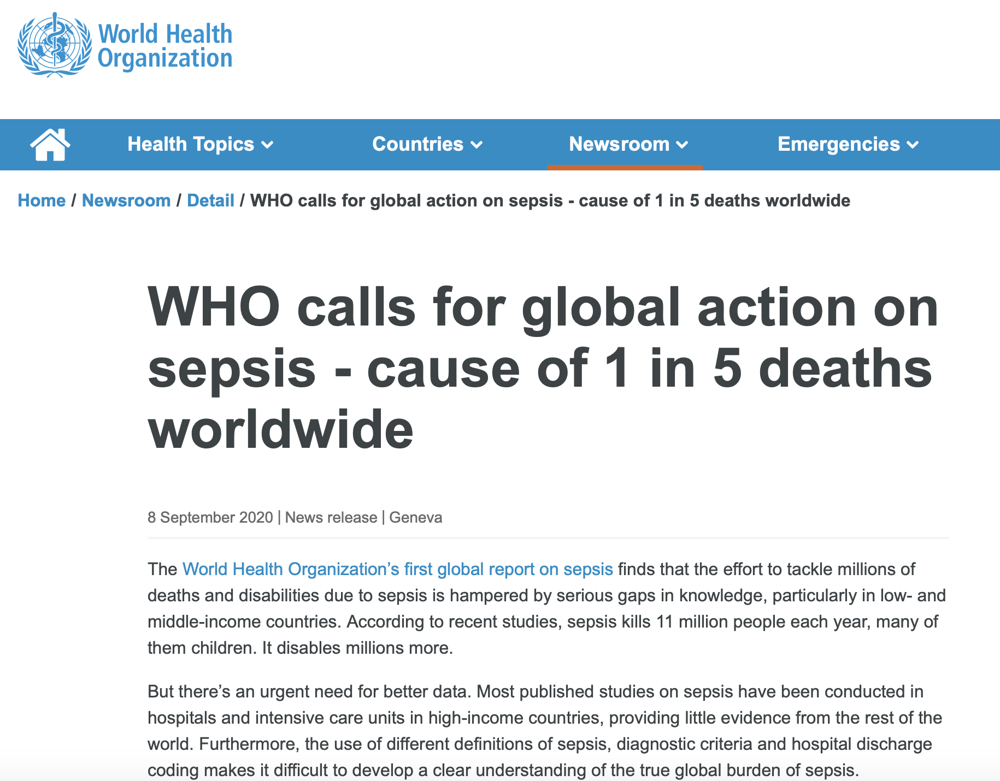 World Health
Organization
Health Topics
Countries
Newsroom
Emergencies
Home / Newsroom / Detail / WHO calls for global action on sepsis - cause of 1 in 5 deaths worldwide
WHO calls for global action on
sepsis - cause of 1 in 5 deaths
worldwide
8 September 2020 | News release | Geneva
The World Health Organization’s first global report on sepsis finds that the effort to tackle millions of
deaths and disabilities due to sepsis is hampered by serious gaps in knowledge, particularly in low- and
middle-income countries. According to recent studies, sepsis kills 11 million people each year, many of
them children. It disables millions more.
But there’s an urgent need for better data. Most published studies on sepsis have been conducted in
hospitals and intensive care units in high-income countries, providing little evidence from the rest of the
world. Furthermore, the use of different definitions of sepsis, diagnostic criteria and hospital discharge
coding makes it difficult to develop a clear understanding of the true global burden of sepsis.